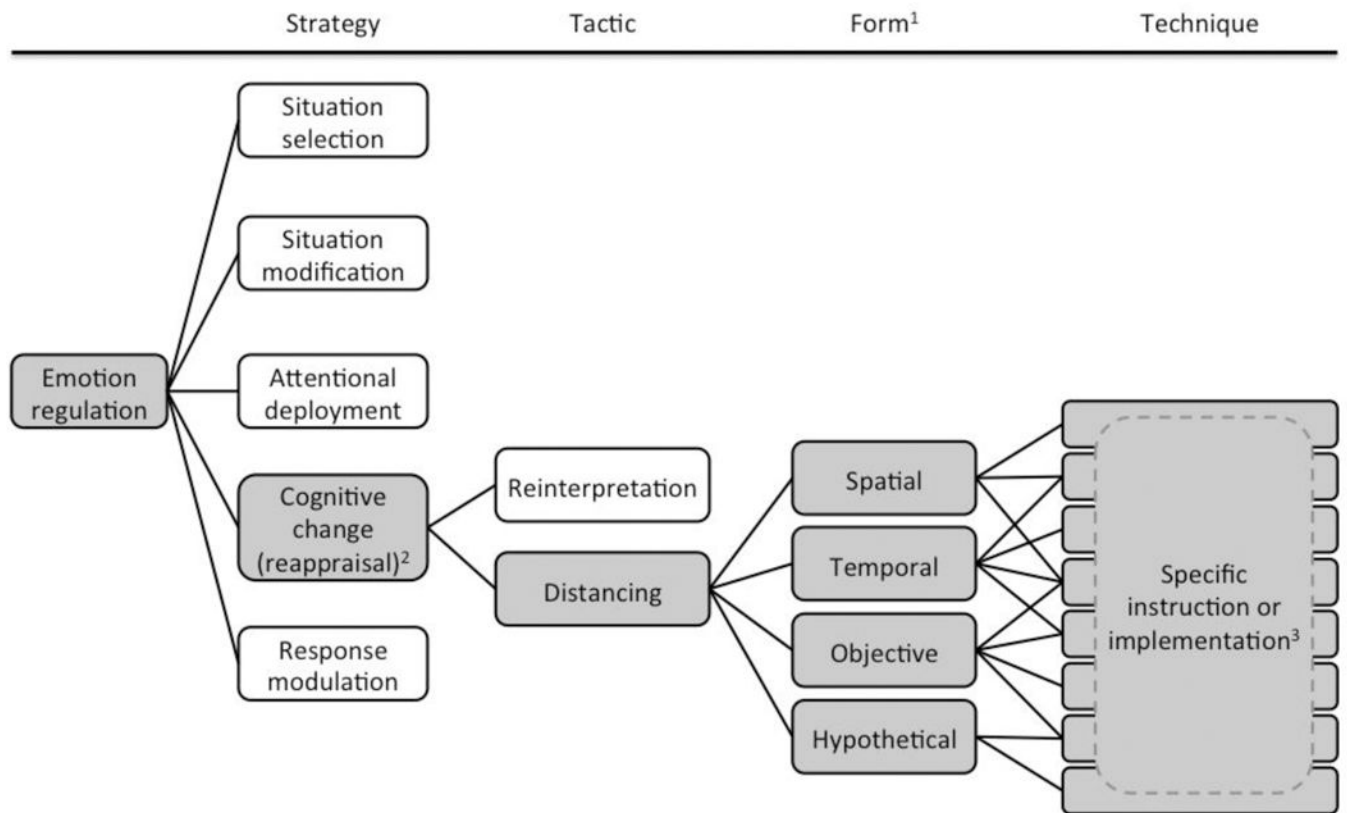 Strategy Tactic Form¹ Technique
Situation
selection
Situation
modification
Emotion
regulation
Attentional
deployment
Cognitive
change
(reappraisal)²
Response
modulation
Reinterpretation
Distancing
Spatial
Temporal
Objective
Hypothetical
Specific
instruction or
implementation³